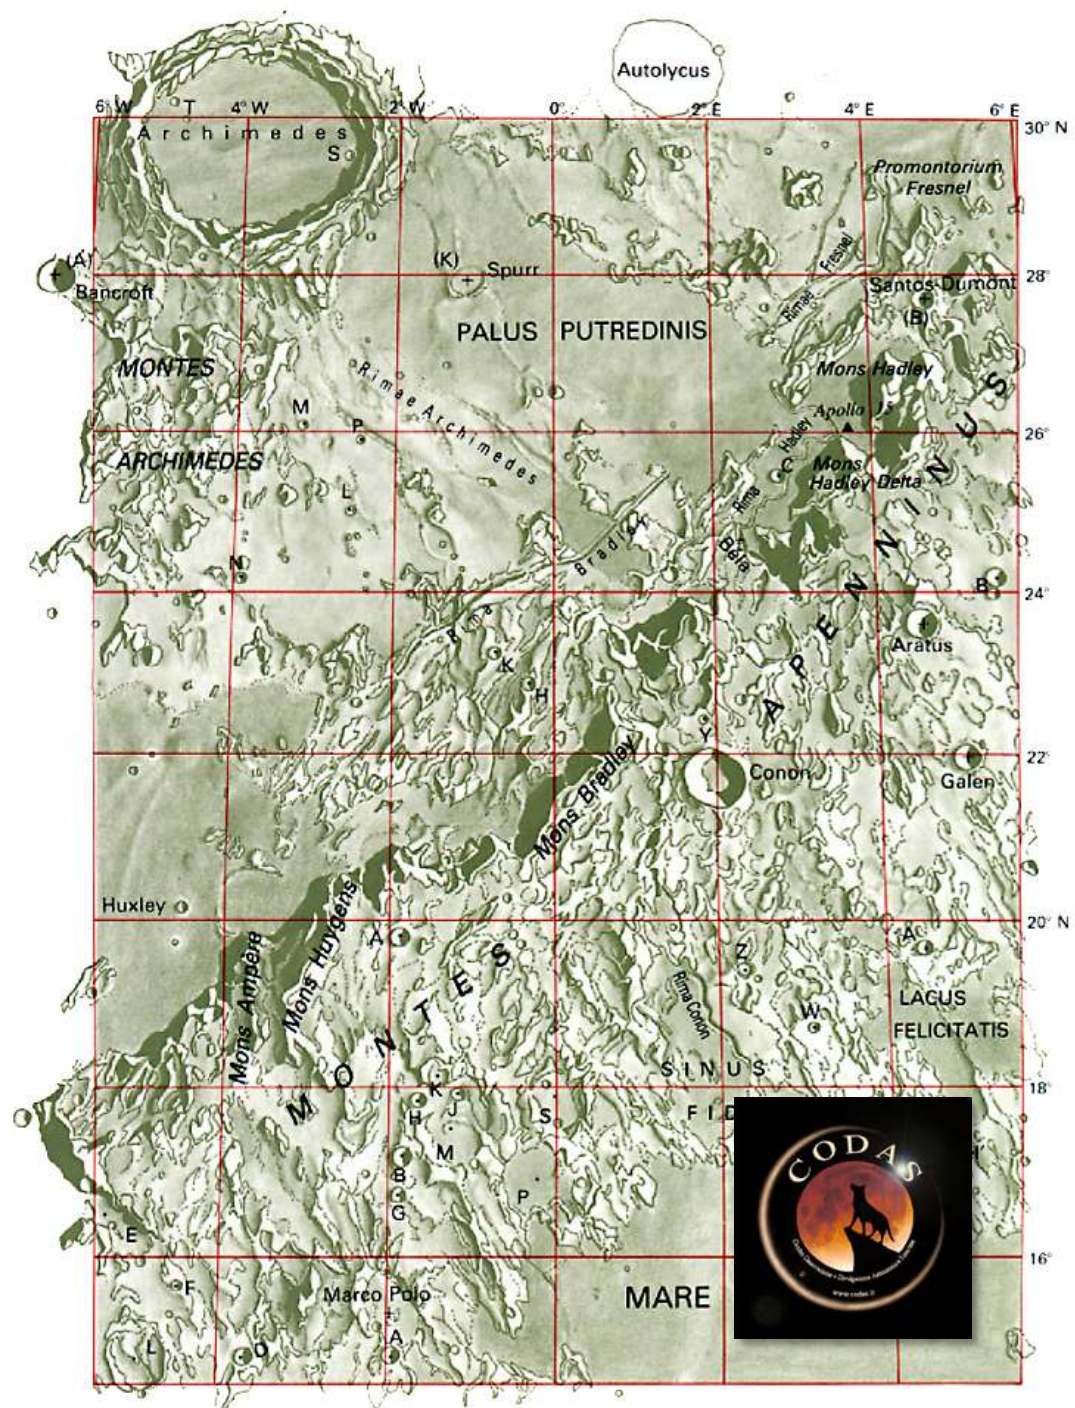 Autolycus
6° W
T
4° W
2° W
0°
2° E
4° E
6° E
30° N
Archimedes
S
Promontorium
Fresnel
(A)
Bancroft
(K)
Spurr
Rimae Fresnel
28°
Santos-Dumont
(B)
PALUS PUTREDINIS
MONTES
ARCHIMEDES
Mons Hadley
Rimae Archimedes
M
P
Apollo 15
26°
Rima Hadley
C
Mons
Hadley Delta
L
Béla
N
Rima Bradley
B
24°
Aratus
K
H
MONTES APENNINUS
Y
22°
Conon
Galen
Mons Bradley
Huxley
20° N
Mons Huygens
Mons Ampère
A
A
Z
Rima Conon
W
LACUS
FELICITATIS
SINUS
18°
K
H
J
S
FID
M
H
B
P
G
E
16°
F
Marco Polo
MARE
A
L
D
CODAS
www.codas.it